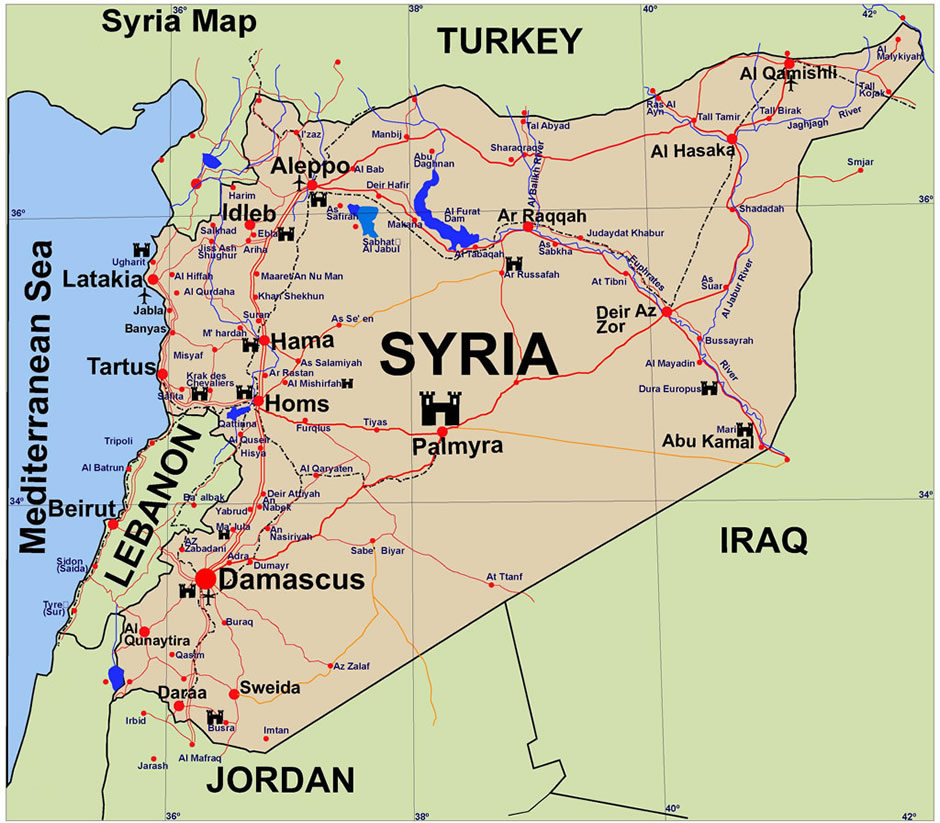 36°
38°
40°
42°
Syria Map
TURKEY
Al
Malykiyah
Al Qamishli
Tall
Kojak
Ras Al
Ayn
Tall Tamir
Tall Birak
Jaghjagh
River
Al Hasaka
Smjar
Tal Abyad
Manbij
I'zaz
Sharaqraq
Al Balikh River
Abu
Daghnan
Aleppo
Al Bab
Deir Hafir
Harim
36°
36°
Idleb
As
Safirah
Makana
Al Furat
Dam
Ar Raqqah
Shadadah
Salkhad
Ebla
Jiss Ash
Shughur
Ariha
Sabhat
Al Jabul
Al Tabaqah
As
Sabkha
Judaydat Khabur
Ugharit
Latakia
Al Hiffah
Maaret An Nu Man
Ar Russafah
At Tibni
Euphrates
As
Suar
Al Jabur River
Al Qurdaha
Khan Shekhun
Jabla
Banyas
Suran
As Se' en
Deir Az
Zor
M' hardah
Hama
Bussayrah
SYRIA
Misyaf
Tartus
As Salamiyah
Al Mayadin
River
Krak des
Chevaliers
Ar Rastan
Al Mishirfah
Dura Europus
Safita
Homs
Qattinna
Furqlus
Tiyas
Mari
Tripoli
Al Quseir
Hisya
Palmyra
Abu Kamal
Mediterranean Sea
Al Batrun
Al Qaryaten
LEBANON
Ba' albak
Deir Attiyah
34°
34°
Beirut
Yabrud
An
Nabek
Ma' lula
An
Nasiriyah
IRAQ
AZ
Zabadani
Sabe' Biyar
Sidon
(Saida)
Adra
Dumayr
Damascus
At Ttanf
Tyre
(Sur)
Al
Qunaytira
Buraq
Qasim
Az Zalaf
Daráa
Sweida
Irbid
Busra
Imtan
Jarash
Al Mafraq
JORDAN
36°
38°
40°
42°